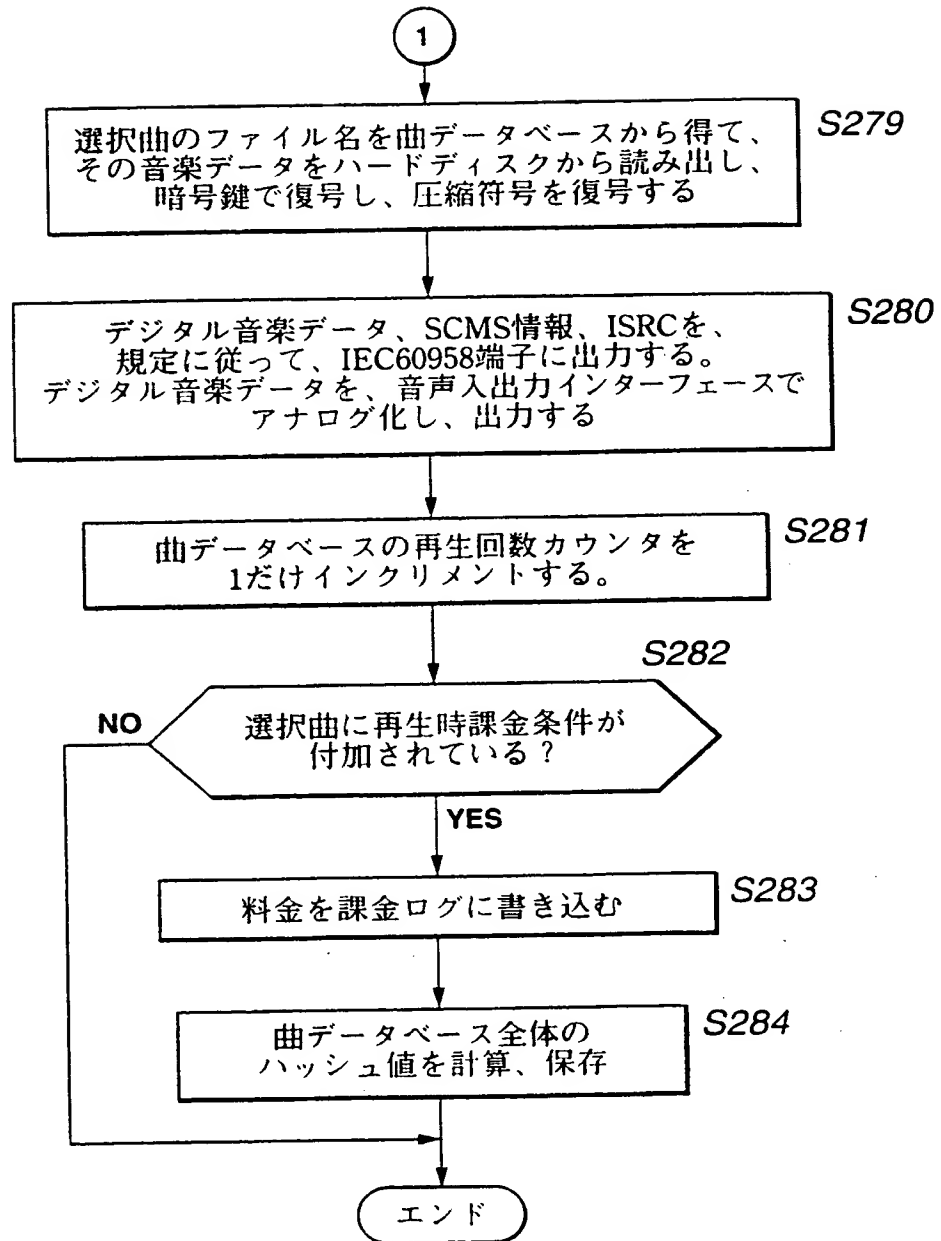 1
選択曲のファイル名を曲データベースから得て、
その音楽データをハードディスクから読み出し、
暗号鍵で復号し、圧縮符号を復号する
S279
デジタル音楽データ、SCMS情報、ISRCを、
規定に従って、IEC60958端子に出力する。
デジタル音楽データを、音声入出力インターフェースで
アナログ化し、出力する
S280
曲データベースの再生回数カウンタを
1だけインクリメントする。
S281
S282
選択曲に再生時課金条件が
付加されている？
NO
YES
料金を課金ログに書き込む
S283
曲データベース全体の
ハッシュ値を計算、保存
S284
エンド